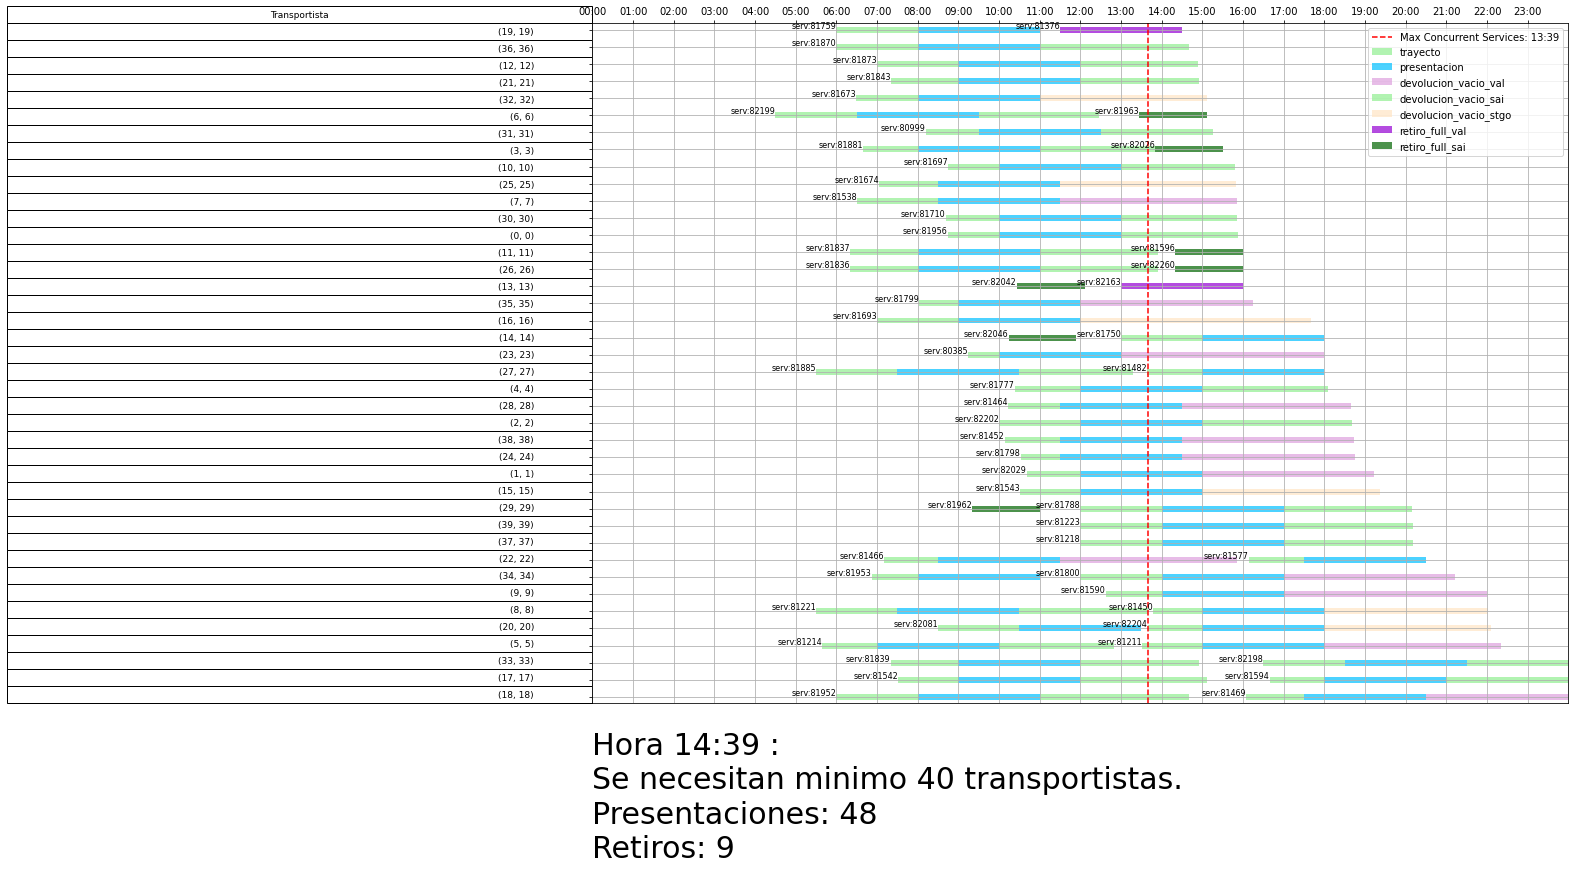 Transportista
00:00 01:00 02:00 03:00 04:00 05:00 06:00 07:00 08:00 09:00 10:00 11:00 12:00 13:00 14:00 15:00 16:00 17:00 18:00 19:00 20:00 21:00 22:00 23:00
(19, 19) serv:81759 serv:81376
(36, 36) serv:81870
(12, 12) serv:81873
(21, 21) serv:81843
(32, 32) serv:81673
(6, 6) serv:82199 serv:81963
(31, 31) serv:80999
(3, 3) serv:81881 serv:82026
(10, 10) serv:81697
(25, 25) serv:81674
(7, 7) serv:81538
(30, 30) serv:81710
(0, 0) serv:81956
(11, 11) serv:81837 serv:81596
(26, 26) serv:81836 serv:82260
(13, 13) serv:82042 serv:82163
(35, 35) serv:81799
(16, 16) serv:81693
(14, 14) serv:82046 serv:81750
(23, 23) serv:80385
(27, 27) serv:81885 serv:81482
(4, 4) serv:81777
(28, 28) serv:81464
(2, 2) serv:82202
(38, 38) serv:81452
(24, 24) serv:81798
(1, 1) serv:82029
(15, 15) serv:81543
(29, 29) serv:81962 serv:81788
(39, 39) serv:81223
(37, 37) serv:81218
(22, 22) serv:81466 serv:81577
(34, 34) serv:81953 serv:81800
(9, 9) serv:81590
(8, 8) serv:81221 serv:81450
(20, 20) serv:82081 serv:82204
(5, 5) serv:81214 serv:81211
(33, 33) serv:81839 serv:82198
(17, 17) serv:81542 serv:81594
(18, 18) serv:81952 serv:81469
Max Concurrent Services: 13:39
trayecto
presentacion
devolucion_vacio_val
devolucion_vacio_sai
devolucion_vacio_stgo
retiro_full_val
retiro_full_sai
Hora 14:39 :
Se necesitan minimo 40 transportistas.
Presentaciones: 48
Retiros: 9